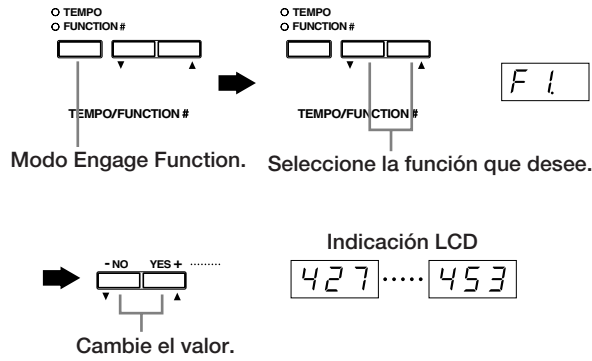 TEMPO
FUNCTION #
▼ ▲
TEMPO/FUNCTION #
Modo Engage Function.
TEMPO
FUNCTION #
▼ ▲
TEMPO/FUNCTION #
Seleccione la función que desee.
F 1.
- NO YES + ·········
▼ ▲
Cambie el valor.
Indicación LCD
427 ····· 453